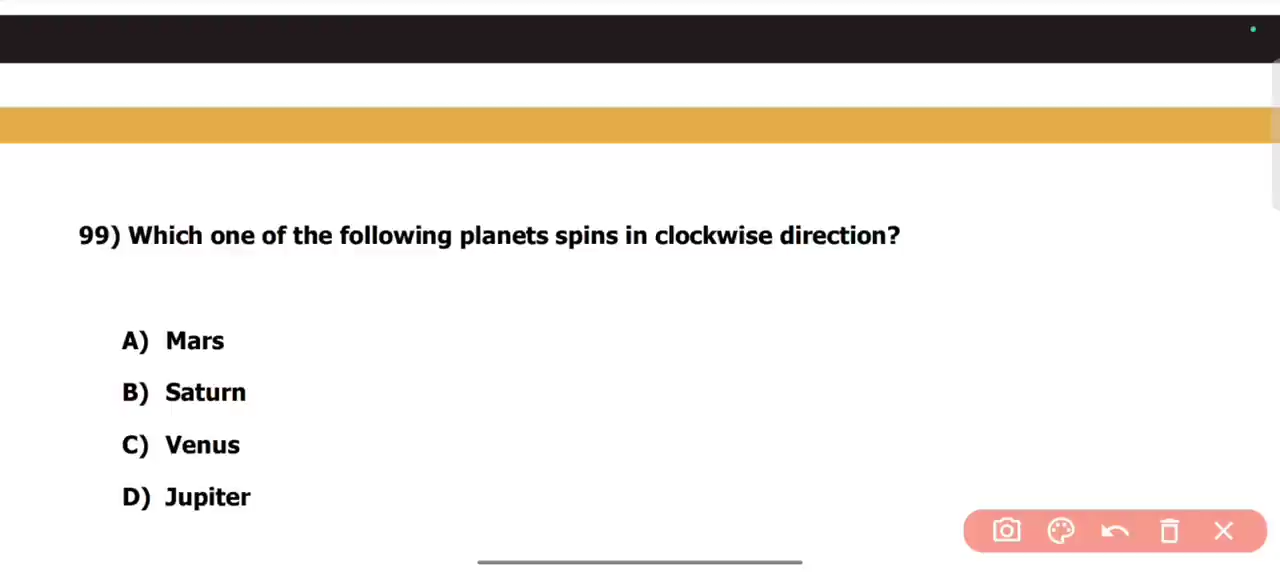 99) Which one of the following planets spins in clockwise direction?
A) Mars
B) Saturn
C) Venus
D) Jupiter